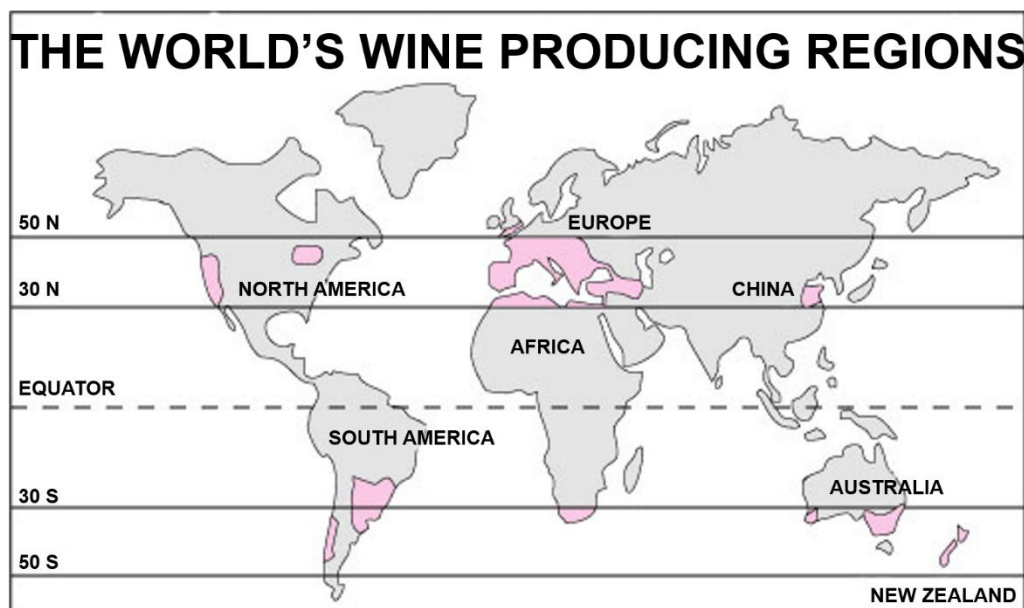 THE WORLD'S WINE PRODUCING REGIONS
50 N
EUROPE
30 N
NORTH AMERICA
CHINA
AFRICA
EQUATOR
SOUTH AMERICA
30 S
AUSTRALIA
50 S
NEW ZEALAND